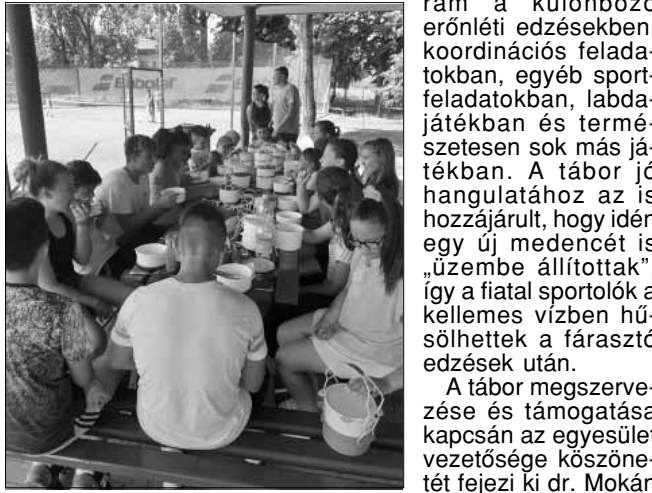 ram a különböző
erőnléti edzésekben,
koordinációs felada-
tokban, egyéb sport-
feladatokban, labda-
játékban és termé-
szetesen sok más já-
tékban. A tábor jó
hangulatához az is
hozzájárult, hogy idén
egy új medencét is
„üzembe állítottak”,
így a fiatal sportolók a
kellemes vízben hű-
sölhettek a fárasztó
edzések után.
A tábor megszerve-
zése és támogatása
kapcsán az egyesület
vezetősége köszöne-
tét fejezi ki dr. Mokán